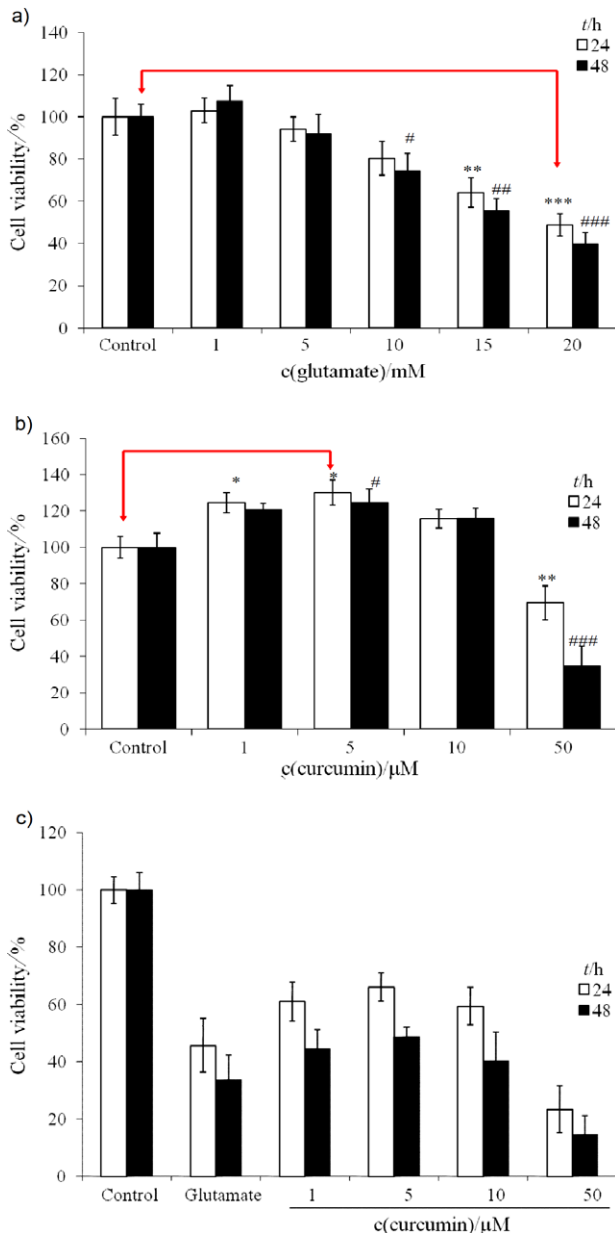 a)
t/h
24
48
140
120
100
80
60
40
20
0
Cell viability/%
#
**
##
***
###
Control 1 5 10 15 20
c(glutamate)/mM
b)
t/h
24
48
160
140
120
100
80
60
40
20
0
Cell viability/%
*
*
#
**
###
Control 1 5 10 50
c(curcumin)/μM
c)
t/h
24
48
120
100
80
60
40
20
0
Cell viability/%
Control Glutamate 1 5 10 50
c(curcumin)/μM